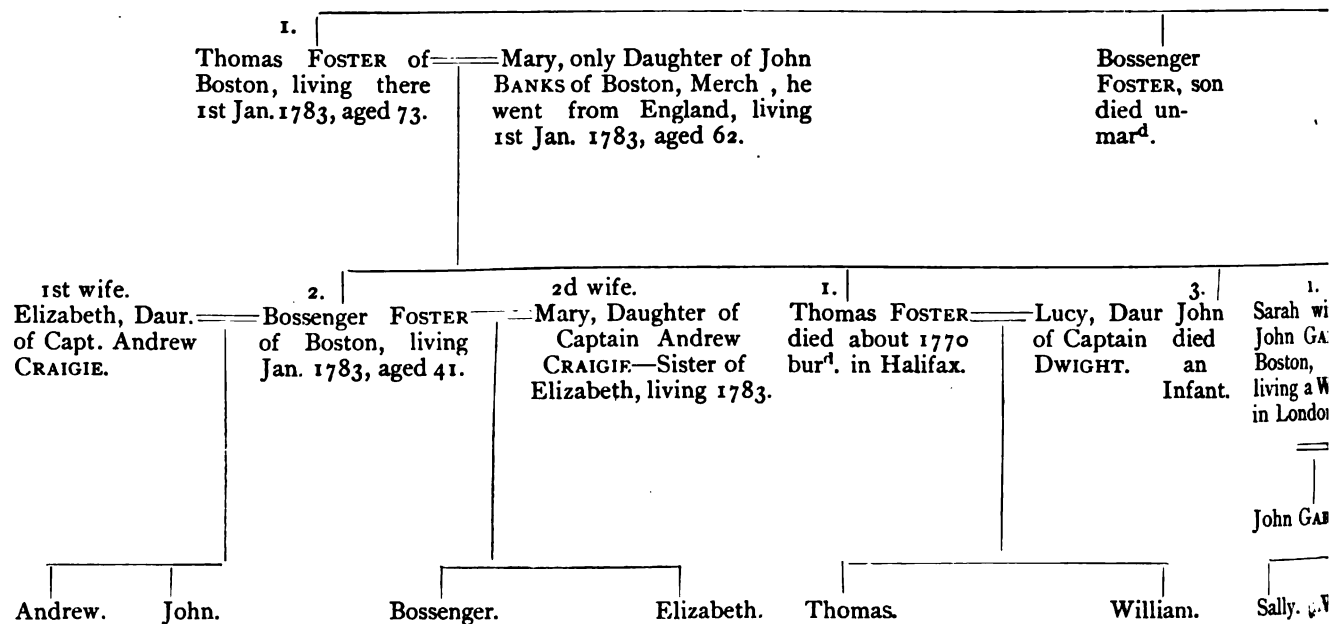 1.
Thomas FOSTER of
Boston, living there
1st Jan. 1783, aged 73.
Mary, only Daughter of John
BANKS of Boston, Merch , he
went from England, living
1st Jan. 1783, aged 62.
Bossenger
FOSTER, son
died un-
marᵈ.
1st wife.
Elizabeth, Daur.
of Capt. Andrew
CRAIGIE.
2.
Bossenger FOSTER
of Boston, living
Jan. 1783, aged 41.
2d wife.
Mary, Daughter of
Captain Andrew
CRAIGIE—Sister of
Elizabeth, living 1783.
1.
Thomas FOSTER
died about 1770
burᵈ. in Halifax.
Lucy, Daur
of Captain
DWIGHT.
3.
John
died
an
Infant.
1.
Sarah wi
John GA
Boston,
living a W
in London
John GAR
Andrew.
John.
Bossenger.
Elizabeth.
Thomas.
William.
Sally.